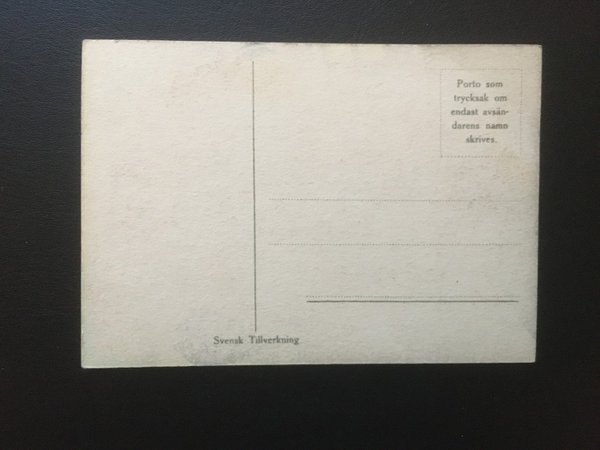 Porto som
trycksak om
endast avsän-
darens namn
skrives.
Svensk Tillverkning